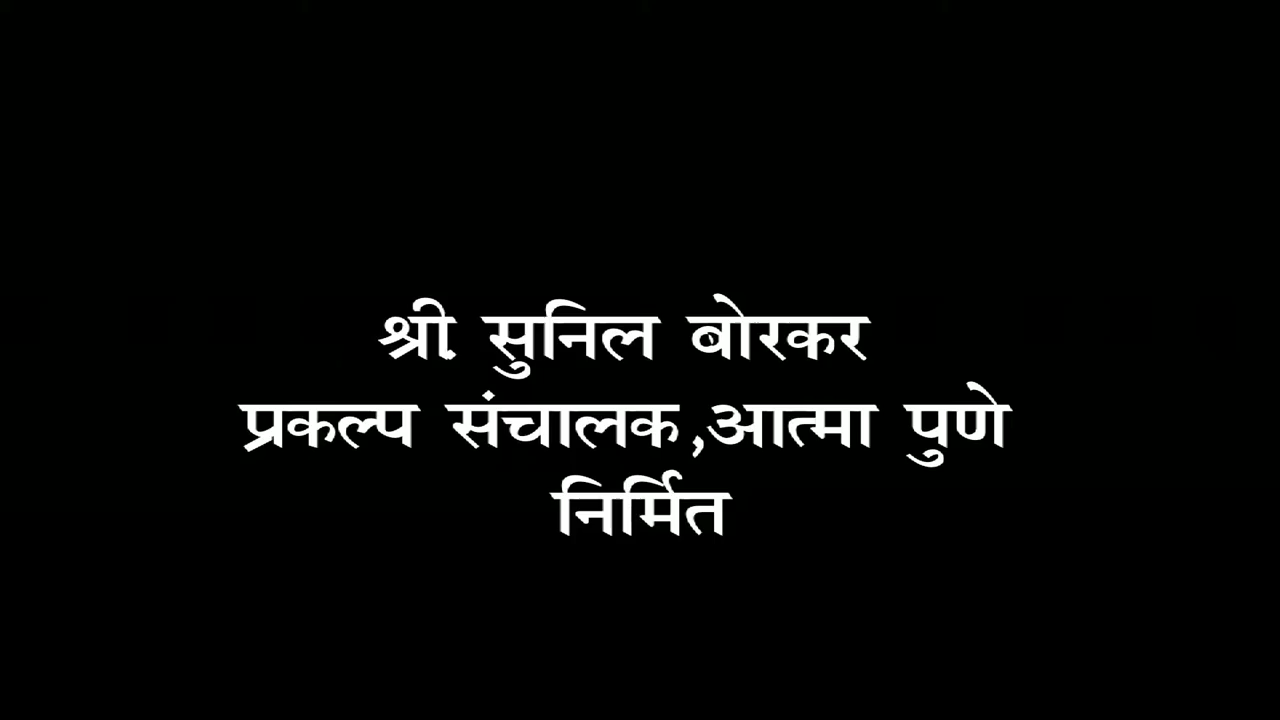 श्री. सुनिल बोरकर
प्रकल्प संचालक,आत्मा पुणे
निर्मित